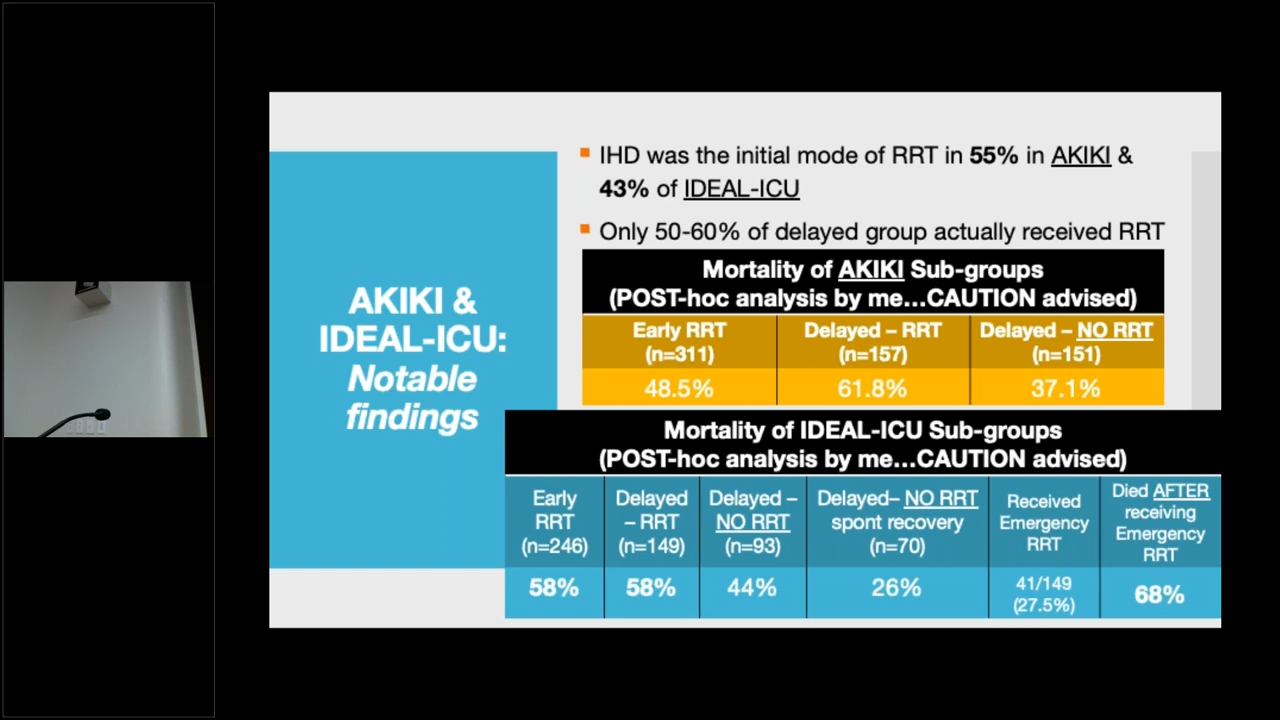 AKIKI &
IDEAL-ICU:
Notable
findings
IHD was the initial mode of RRT in 55% in AKIKI &
43% of IDEAL-ICU
Only 50-60% of delayed group actually received RRT
Mortality of AKIKI Sub-groups
(POST-hoc analysis by me...CAUTION advised)
Early RRT
(n=311)
Delayed – RRT
(n=157)
Delayed – NO RRT
(n=151)
48.5%
61.8%
37.1%
Mortality of IDEAL-ICU Sub-groups
(POST-hoc analysis by me...CAUTION advised)
Early
RRT
(n=246)
Delayed
– RRT
(n=149)
Delayed –
NO RRT
(n=93)
Delayed– NO RRT
spont recovery
(n=70)
Received
Emergency
RRT
Died AFTER
receiving
Emergency
RRT
58%
58%
44%
26%
41/149
(27.5%)
68%